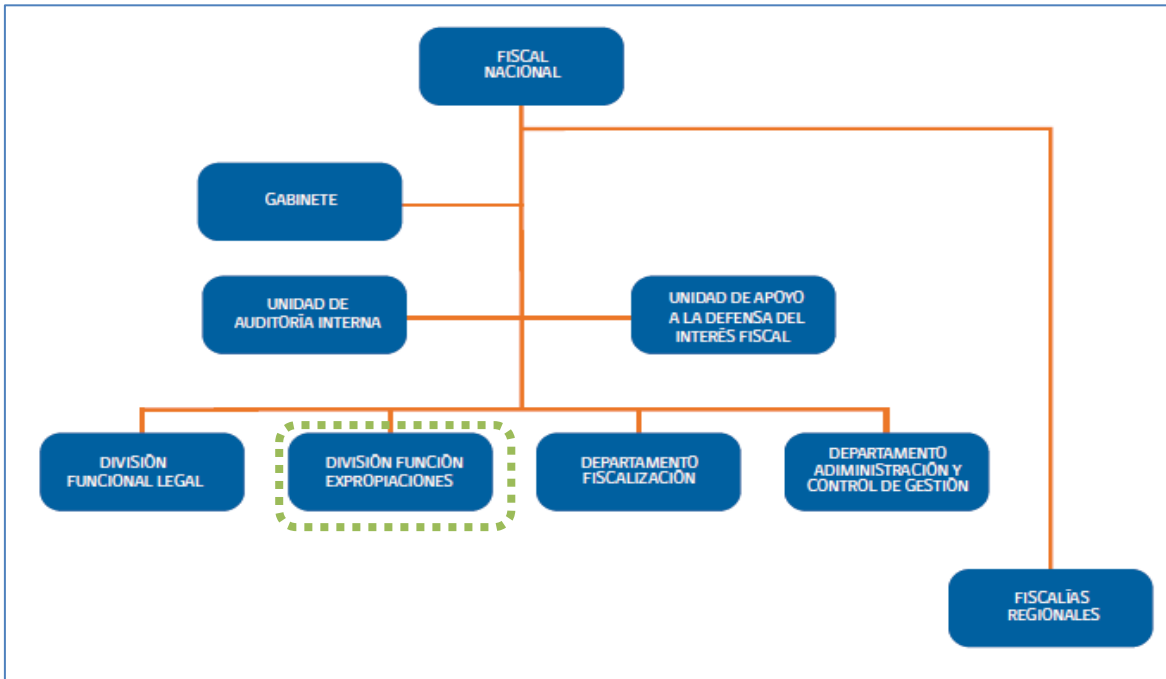 FISCAL
NACIONAL
GABINETE
UNIDAD DE
AUDITORÍA INTERNA
UNIDAD DE APOYO
A LA DEFENSA DEL
INTERÉS FISCAL
DIVISIÓN
FUNCIONAL LEGAL
DIVISIÓN FUNCIÓN
EXPROPIACIONES
DEPARTAMENTO
FISCALIZACIÓN
DEPARTAMENTO
ADIMINISTRACIÓN Y
CONTROL DE GESTIÓN
FISCALÍAS
REGIONALES